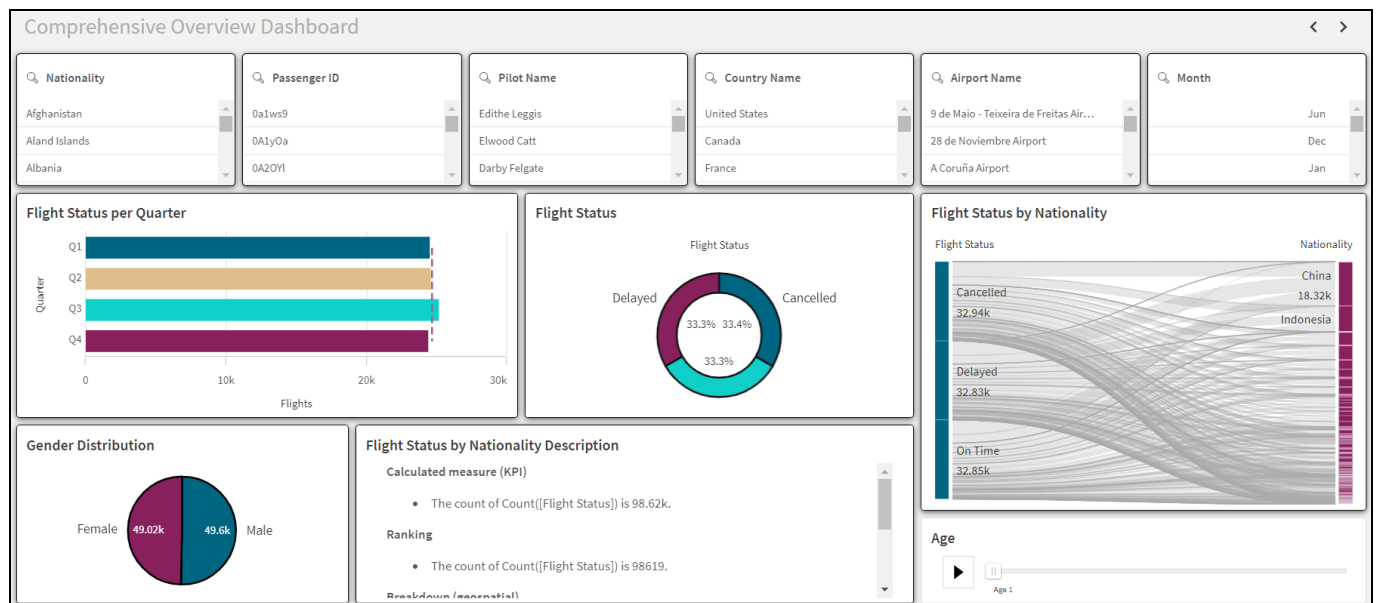 Comprehensive Overview Dashboard
Nationality
Afghanistan
Aland Islands
Albania
Passenger ID
0a1ws9
0A1yOa
0A2OYl
Pilot Name
Edithe Leggis
Elwood Catt
Darby Felgate
Country Name
United States
Canada
France
Airport Name
9 de Maio - Teixeira de Freitas Air...
28 de Noviembre Airport
A Coruña Airport
Month
Jun
Dec
Jan
Flight Status per Quarter
Quarter
Q1
Q2
Q3
Q4
0 10k 20k 30k
Flights
Flight Status
Flight Status
Delayed
Cancelled
33.3% 33.4%
33.3%
Flight Status by Nationality
Flight Status Nationality
China
Cancelled
18.32k
32.94k
Indonesia
Delayed
32.83k
On Time
32.85k
Gender Distribution
Female 49.02k 49.6k Male
Flight Status by Nationality Description
Calculated measure (KPI)
• The count of Count([Flight Status]) is 98.62k.
Ranking
• The count of Count([Flight Status]) is 98619.
Breakdown (geospatial)
Age
Age 1